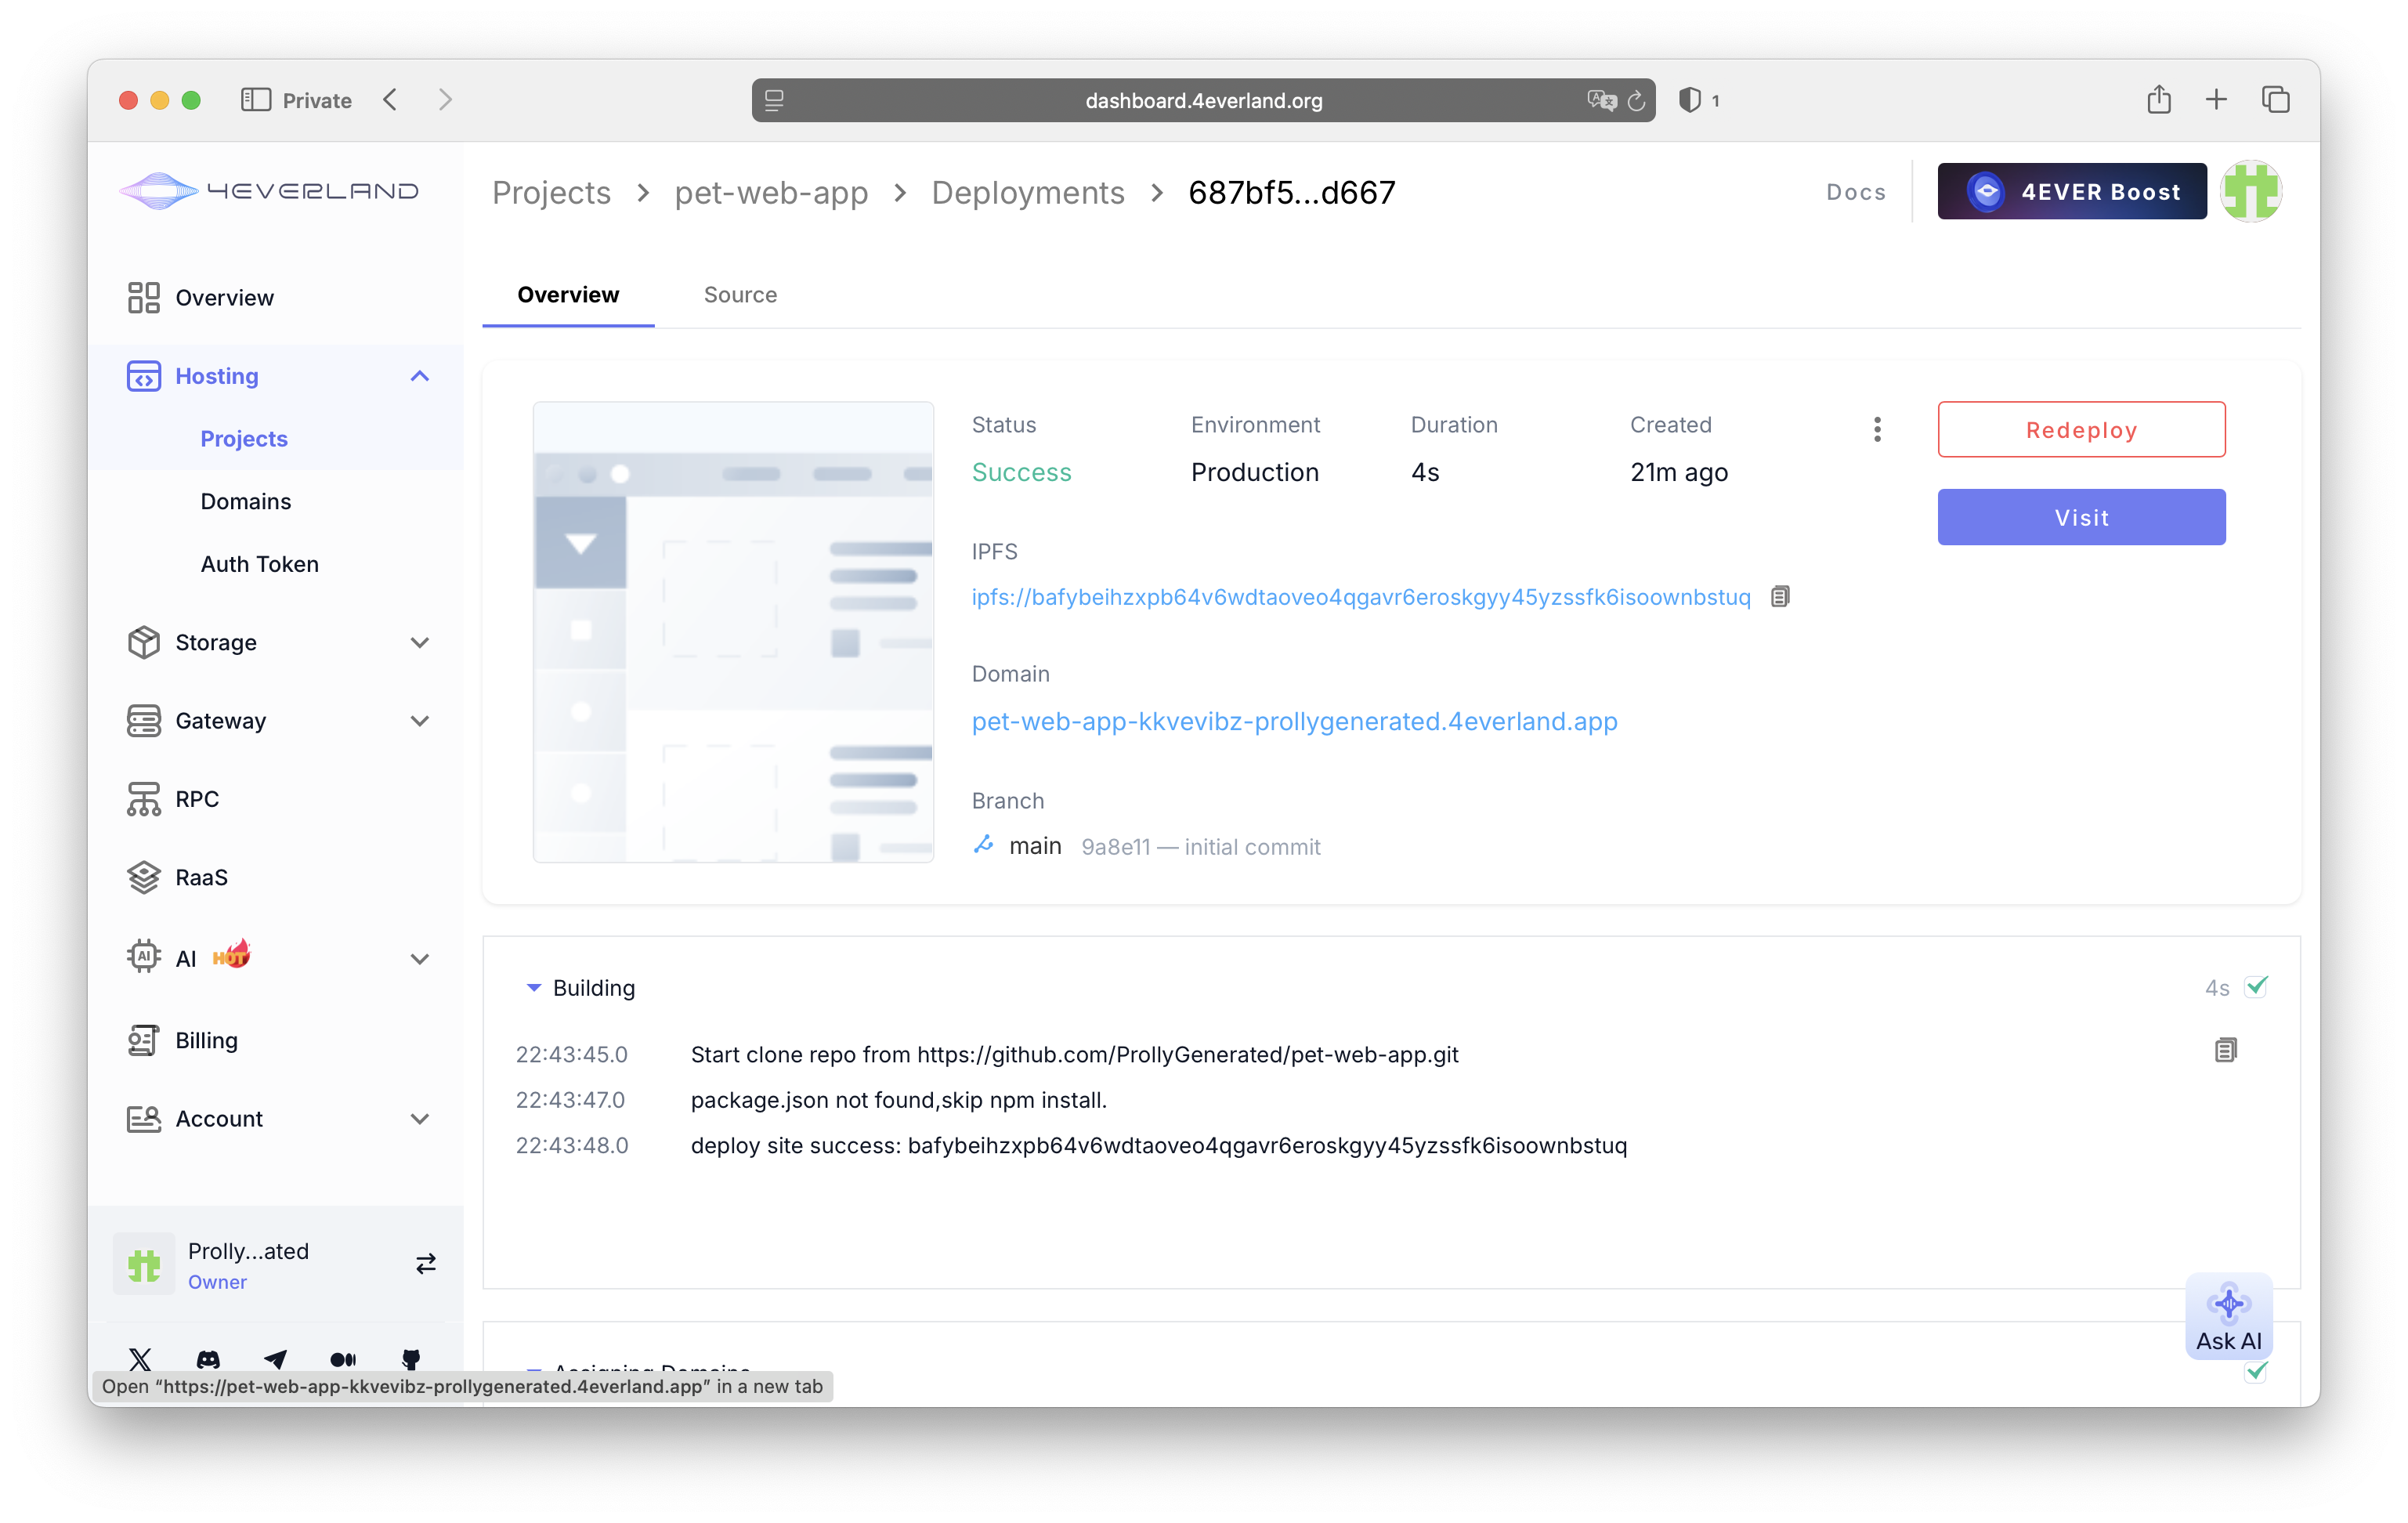 Private
dashboard.4everland.org
1
4EVERLAND
Projects > pet-web-app > Deployments > 687bf5...d667
Docs
4EVER Boost
Overview
Hosting
Projects
Domains
Auth Token
Storage
Gateway
RPC
RaaS
AI HOT
Billing
Account
Prolly...ated
Owner
Overview Source
Status Environment Duration Created
Success Production 4s 21m ago
Redeploy
Visit
IPFS
ipfs://bafybeihzxpb64v6wdtaoveo4qgavr6eroskgyy45yzssfk6isoownbstuq
Domain
pet-web-app-kkvevibz-prollygenerated.4everland.app
Branch
main 9a8e11 — initial commit
Building 4s
22:43:45.0 Start clone repo from https://github.com/ProllyGenerated/pet-web-app.git
22:43:47.0 package.json not found,skip npm install.
22:43:48.0 deploy site success: bafybeihzxpb64v6wdtaoveo4qgavr6eroskgyy45yzssfk6isoownbstuq
Ask AI
Assigning Domains
Open “https://pet-web-app-kkvevibz-prollygenerated.4everland.app” in a new tab